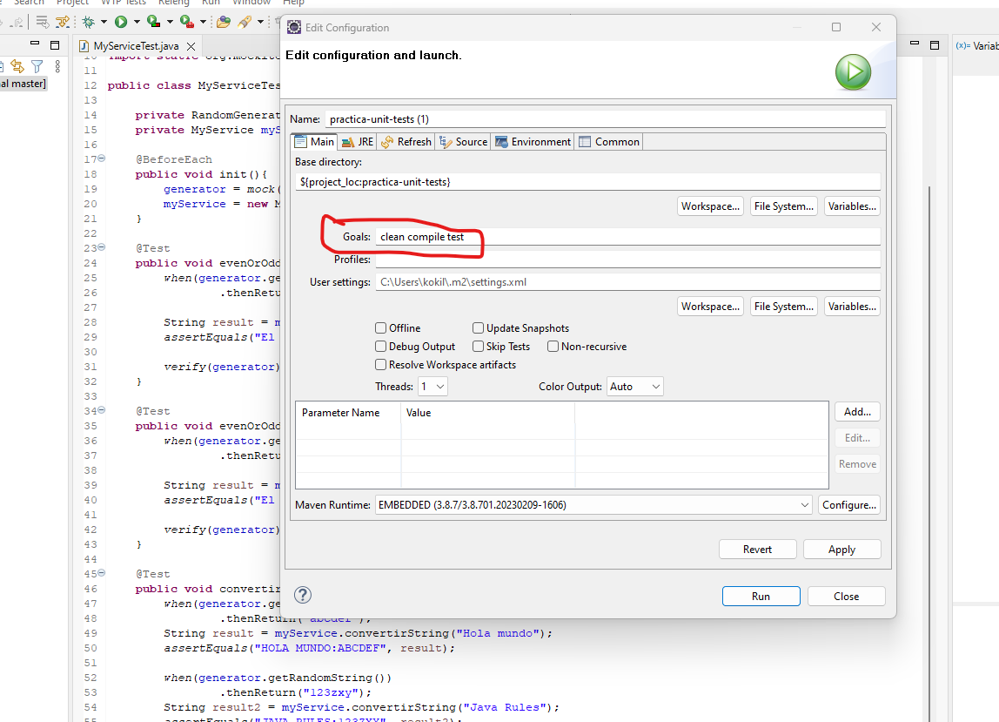 Search Project WTP Tests Releng Run Window Help
MyServiceTest.java
(x)= Variab
al master]
Edit Configuration
Edit configuration and launch.
Name: practica-unit-tests (1)
Main JRE Refresh Source Environment Common
Base directory:
${project_loc:practica-unit-tests}
Workspace... File System... Variables...
Goals: clean compile test
Profiles:
User settings: C:\Users\kokil\.m2\settings.xml
Workspace... File System... Variables...
Offline Update Snapshots
Debug Output Skip Tests Non-recursive
Resolve Workspace artifacts
Threads: 1 Color Output: Auto
Parameter Name Value
Add...
Edit...
Remove
Maven Runtime: EMBEDDED (3.8.7/3.8.701.20230209-1606) Configure...
Revert Apply
? Run Close
10 import static org.mockito
11
12 public class MyServiceTes
13
14 private RandomGenerat
15 private MyService myS
16
17 @BeforeEach
18 public void init(){
19 generator = mock(
20 myService = new M
21 }
22
23 @Test
24 public void evenOrOdd
25 when(generator.ge
26 .thenRetu
27
28 String result = m
29 assertEquals("El
30
31 verify(generator)
32 }
33
34 @Test
35 public void evenOrOdd
36 when(generator.ge
37 .thenRetu
38
39 String result = m
40 assertEquals("El
41
42 verify(generator)
43 }
44
45 @Test
46 public void convertir
47 when(generator.ge
48 .thenReturn("abcdef");
49 String result = myService.convertirString("Hola mundo");
50 assertEquals("HOLA MUNDO:ABCDEF", result);
51
52 when(generator.getRandomString())
53 .thenReturn("123zxy");
54 String result2 = myService.convertirString("Java Rules");
55 assertEquals("JAVA RULES:123ZXY", result2);